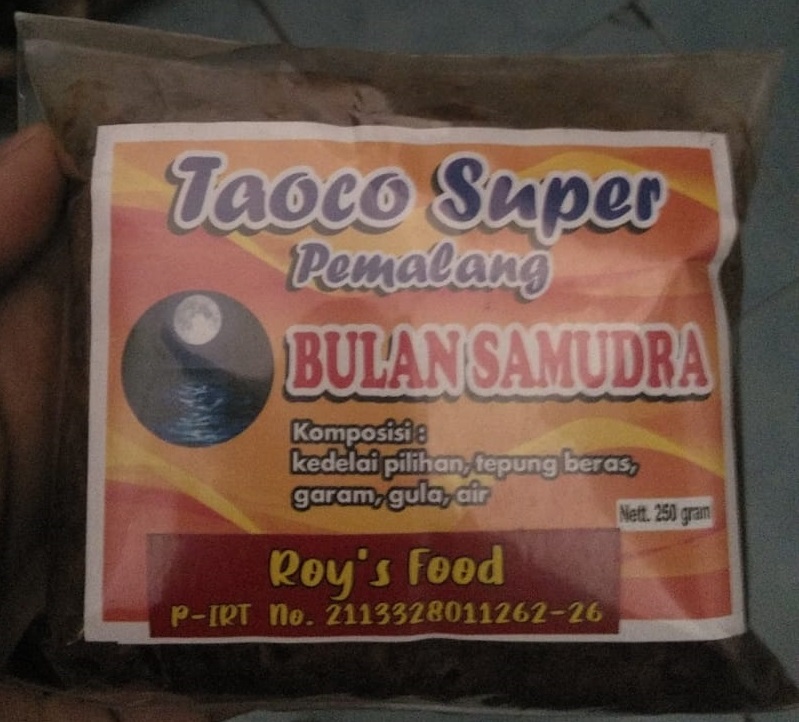 Taoco Super
Pemalang
BULAN SAMUDRA
Komposisi :
kedelai pilihan, tepung beras,
garam, gula, air
Nett. 250 gram
Roy's Food
P-IRT No. 2113328011262-26